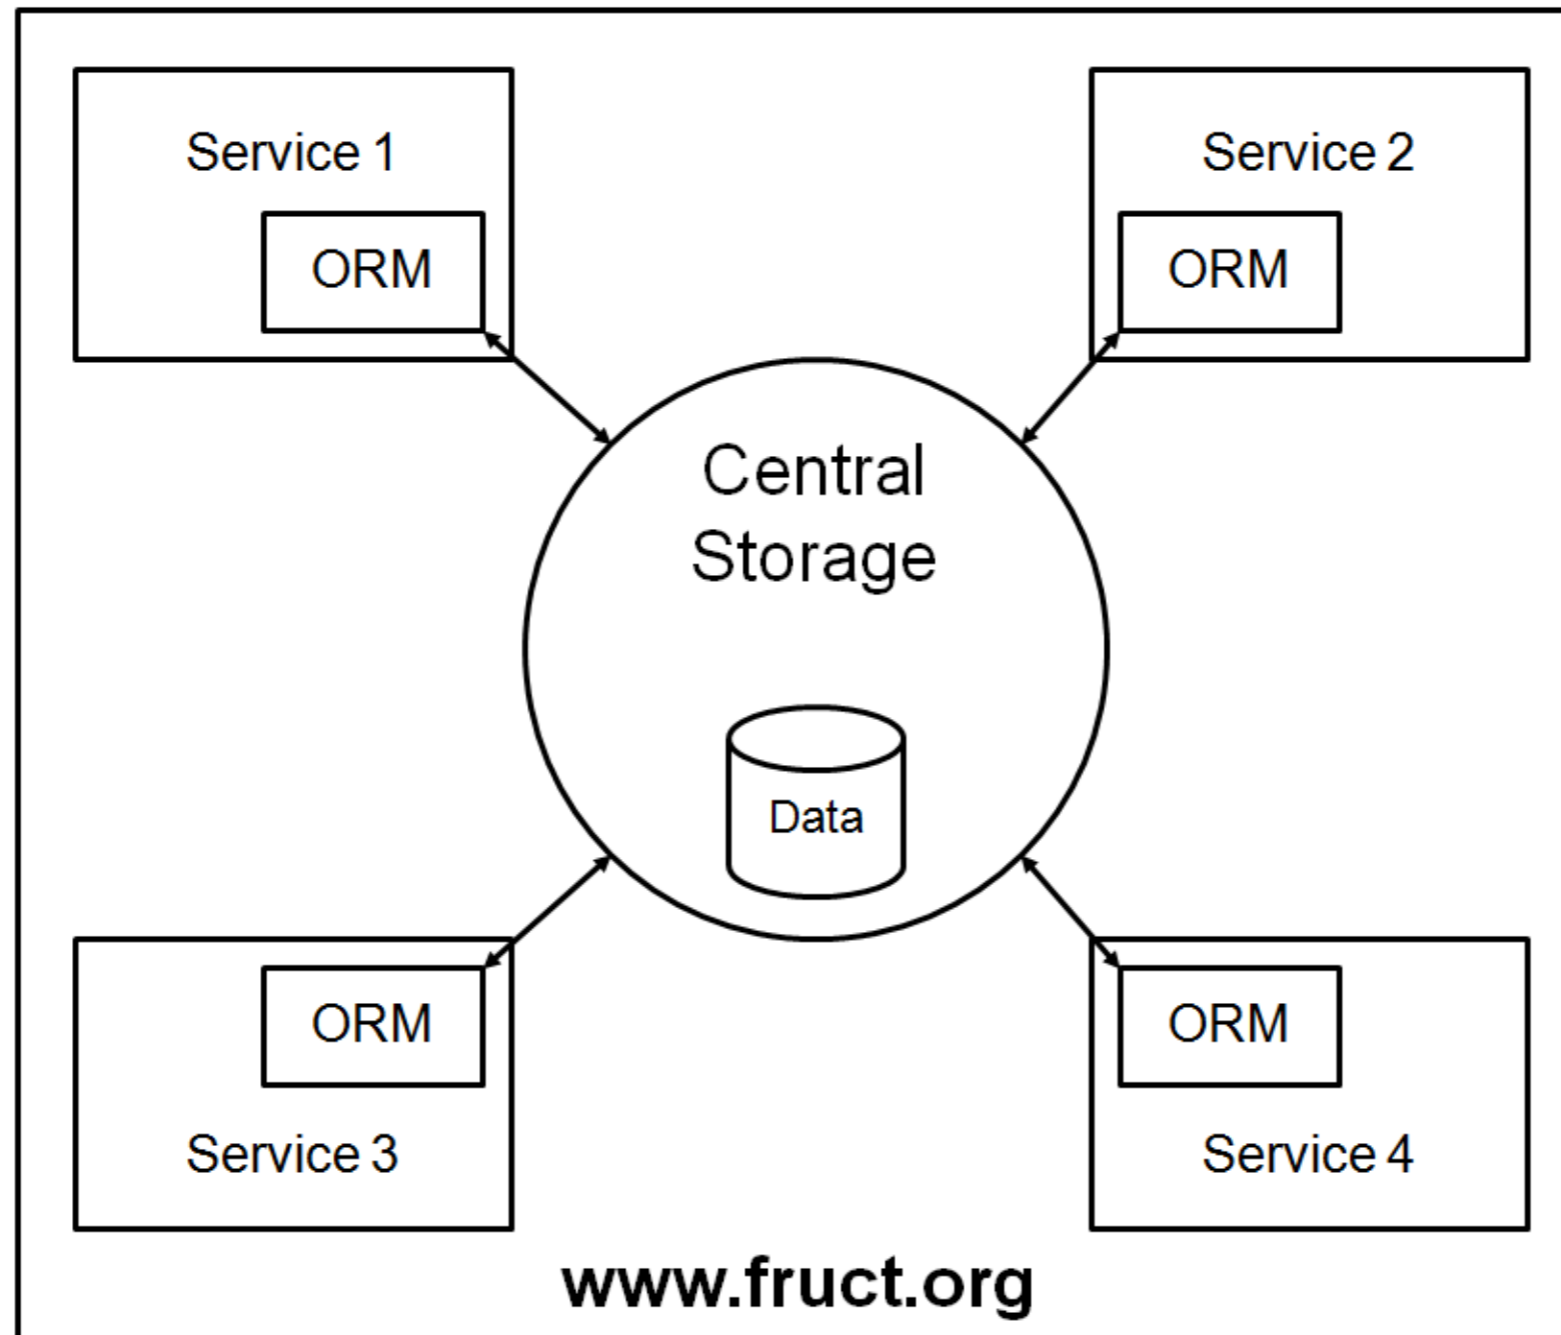 Service 1
Service 2
ORM
ORM
Central
Storage
Data
ORM
ORM
Service 3
Service 4
www.fruct.org